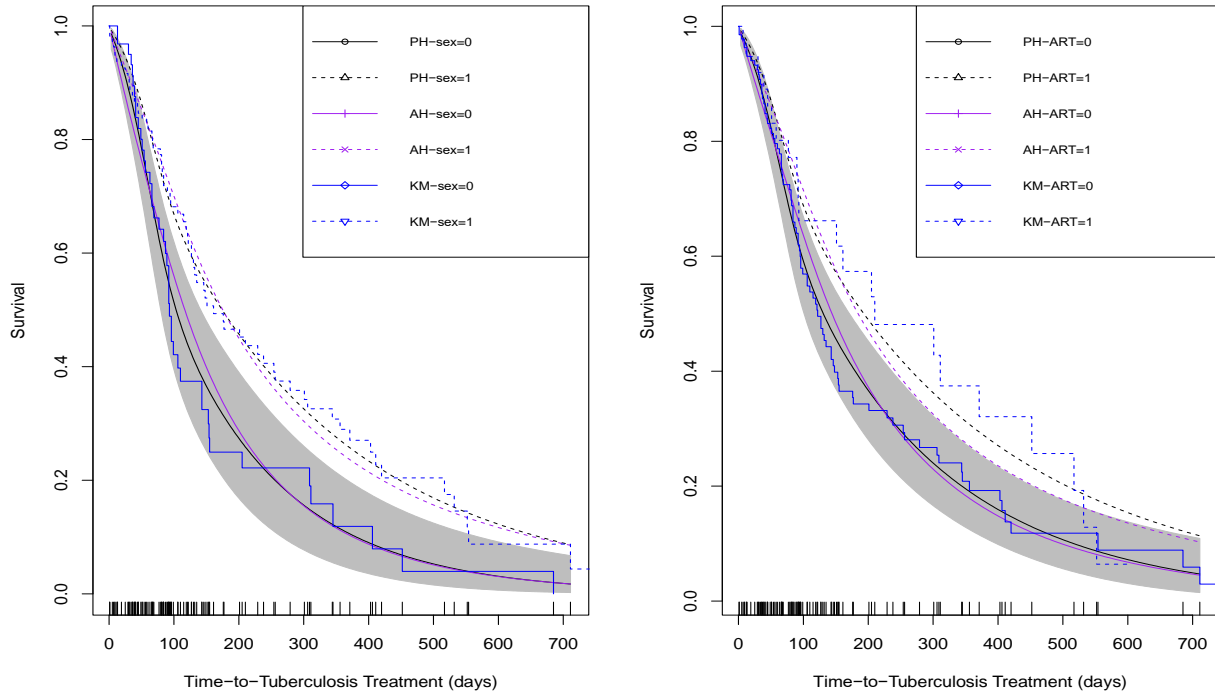 PH−sex=0
PH−sex=1
AH−sex=0
AH−sex=1
KM−sex=0
KM−sex=1
1.0
0.8
0.6
0.4
0.2
0.0
Survival
0 100 200 300 400 500 600 700
Time−to−Tuberculosis Treatment (days)
PH−ART=0
PH−ART=1
AH−ART=0
AH−ART=1
KM−ART=0
KM−ART=1
1.0
0.8
0.6
0.4
0.2
0.0
Survival
0 100 200 300 400 500 600 700
Time−to−Tuberculosis Treatment (days)